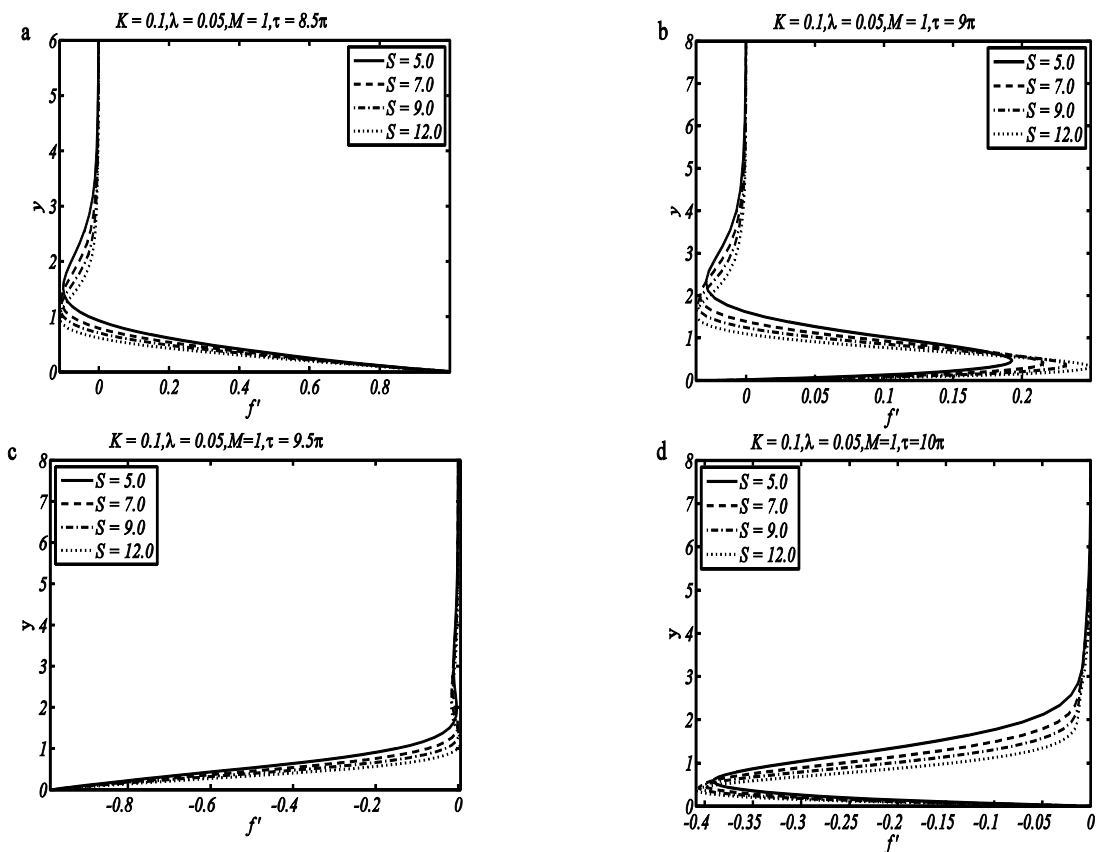 a
K = 0.1,λ = 0.05,M = 1,τ = 8.5π
6
5
4
3
2
1
0
y
S = 5.0
S = 7.0
S = 9.0
S = 12.0
0 0.2 0.4 0.6 0.8
f'
b
K = 0.1,λ = 0.05,M = 1,τ = 9π
8
7
6
5
4
3
2
1
0
y
S = 5.0
S = 7.0
S = 9.0
S = 12.0
0 0.05 0.1 0.15 0.2
f'
c
K = 0.1,λ = 0.05,M=1,τ = 9.5π
8
7
6
5
4
3
2
1
0
y
S = 5.0
S = 7.0
S = 9.0
S = 12.0
-0.8 -0.6 -0.4 -0.2 0
f'
d
K = 0.1,λ = 0.05,M=1,τ=10π
8
7
6
5
4
3
2
1
0
y
S = 5.0
S = 7.0
S = 9.0
S = 12.0
-0.4 -0.35 -0.3 -0.25 -0.2 -0.15 -0.1 -0.05 0
f'